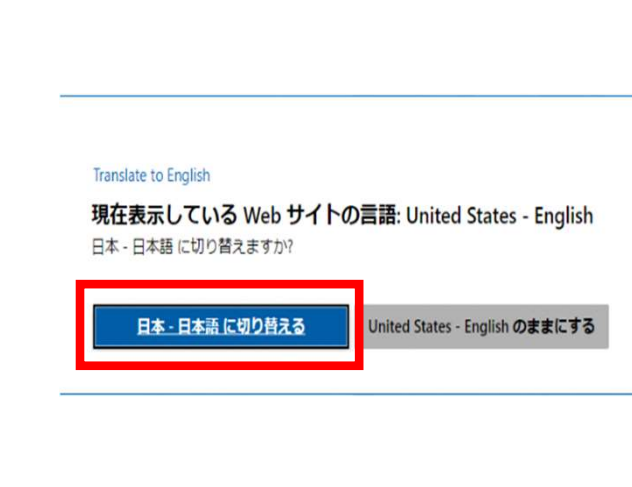 Translate to English
現在表示している Web サイトの言語: United States - English
日本 - 日本語 に切り替えますか?
日本 - 日本語 に切り替える
United States - English のままにする